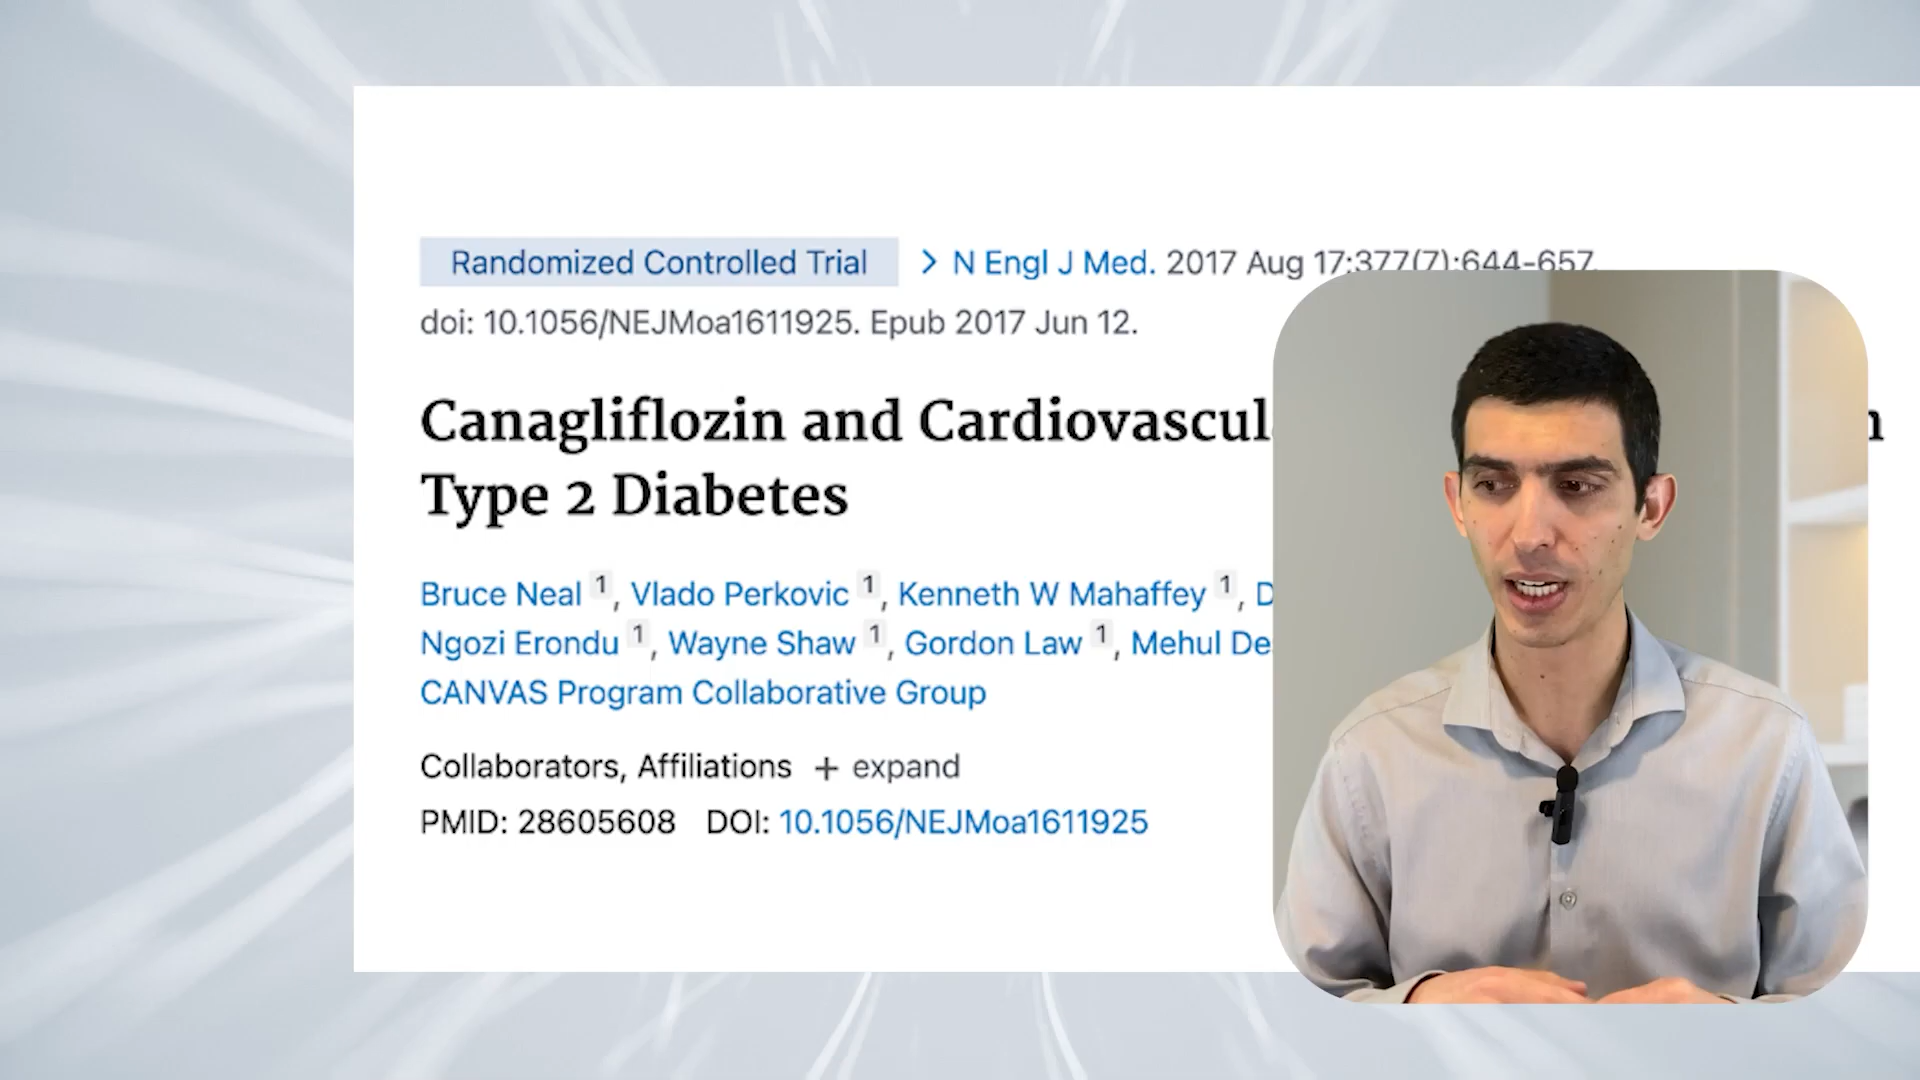 Randomized Controlled Trial > N Engl J Med. 2017 Aug 17;377(7):644-657.
doi: 10.1056/NEJMoa1611925. Epub 2017 Jun 12.
Canagliflozin and Cardiovascul
Type 2 Diabetes
Bruce Neal 1, Vlado Perkovic 1, Kenneth W Mahaffey 1, D
Ngozi Erondu 1, Wayne Shaw 1, Gordon Law 1, Mehul De
CANVAS Program Collaborative Group
Collaborators, Affiliations + expand
PMID: 28605608 DOI: 10.1056/NEJMoa1611925